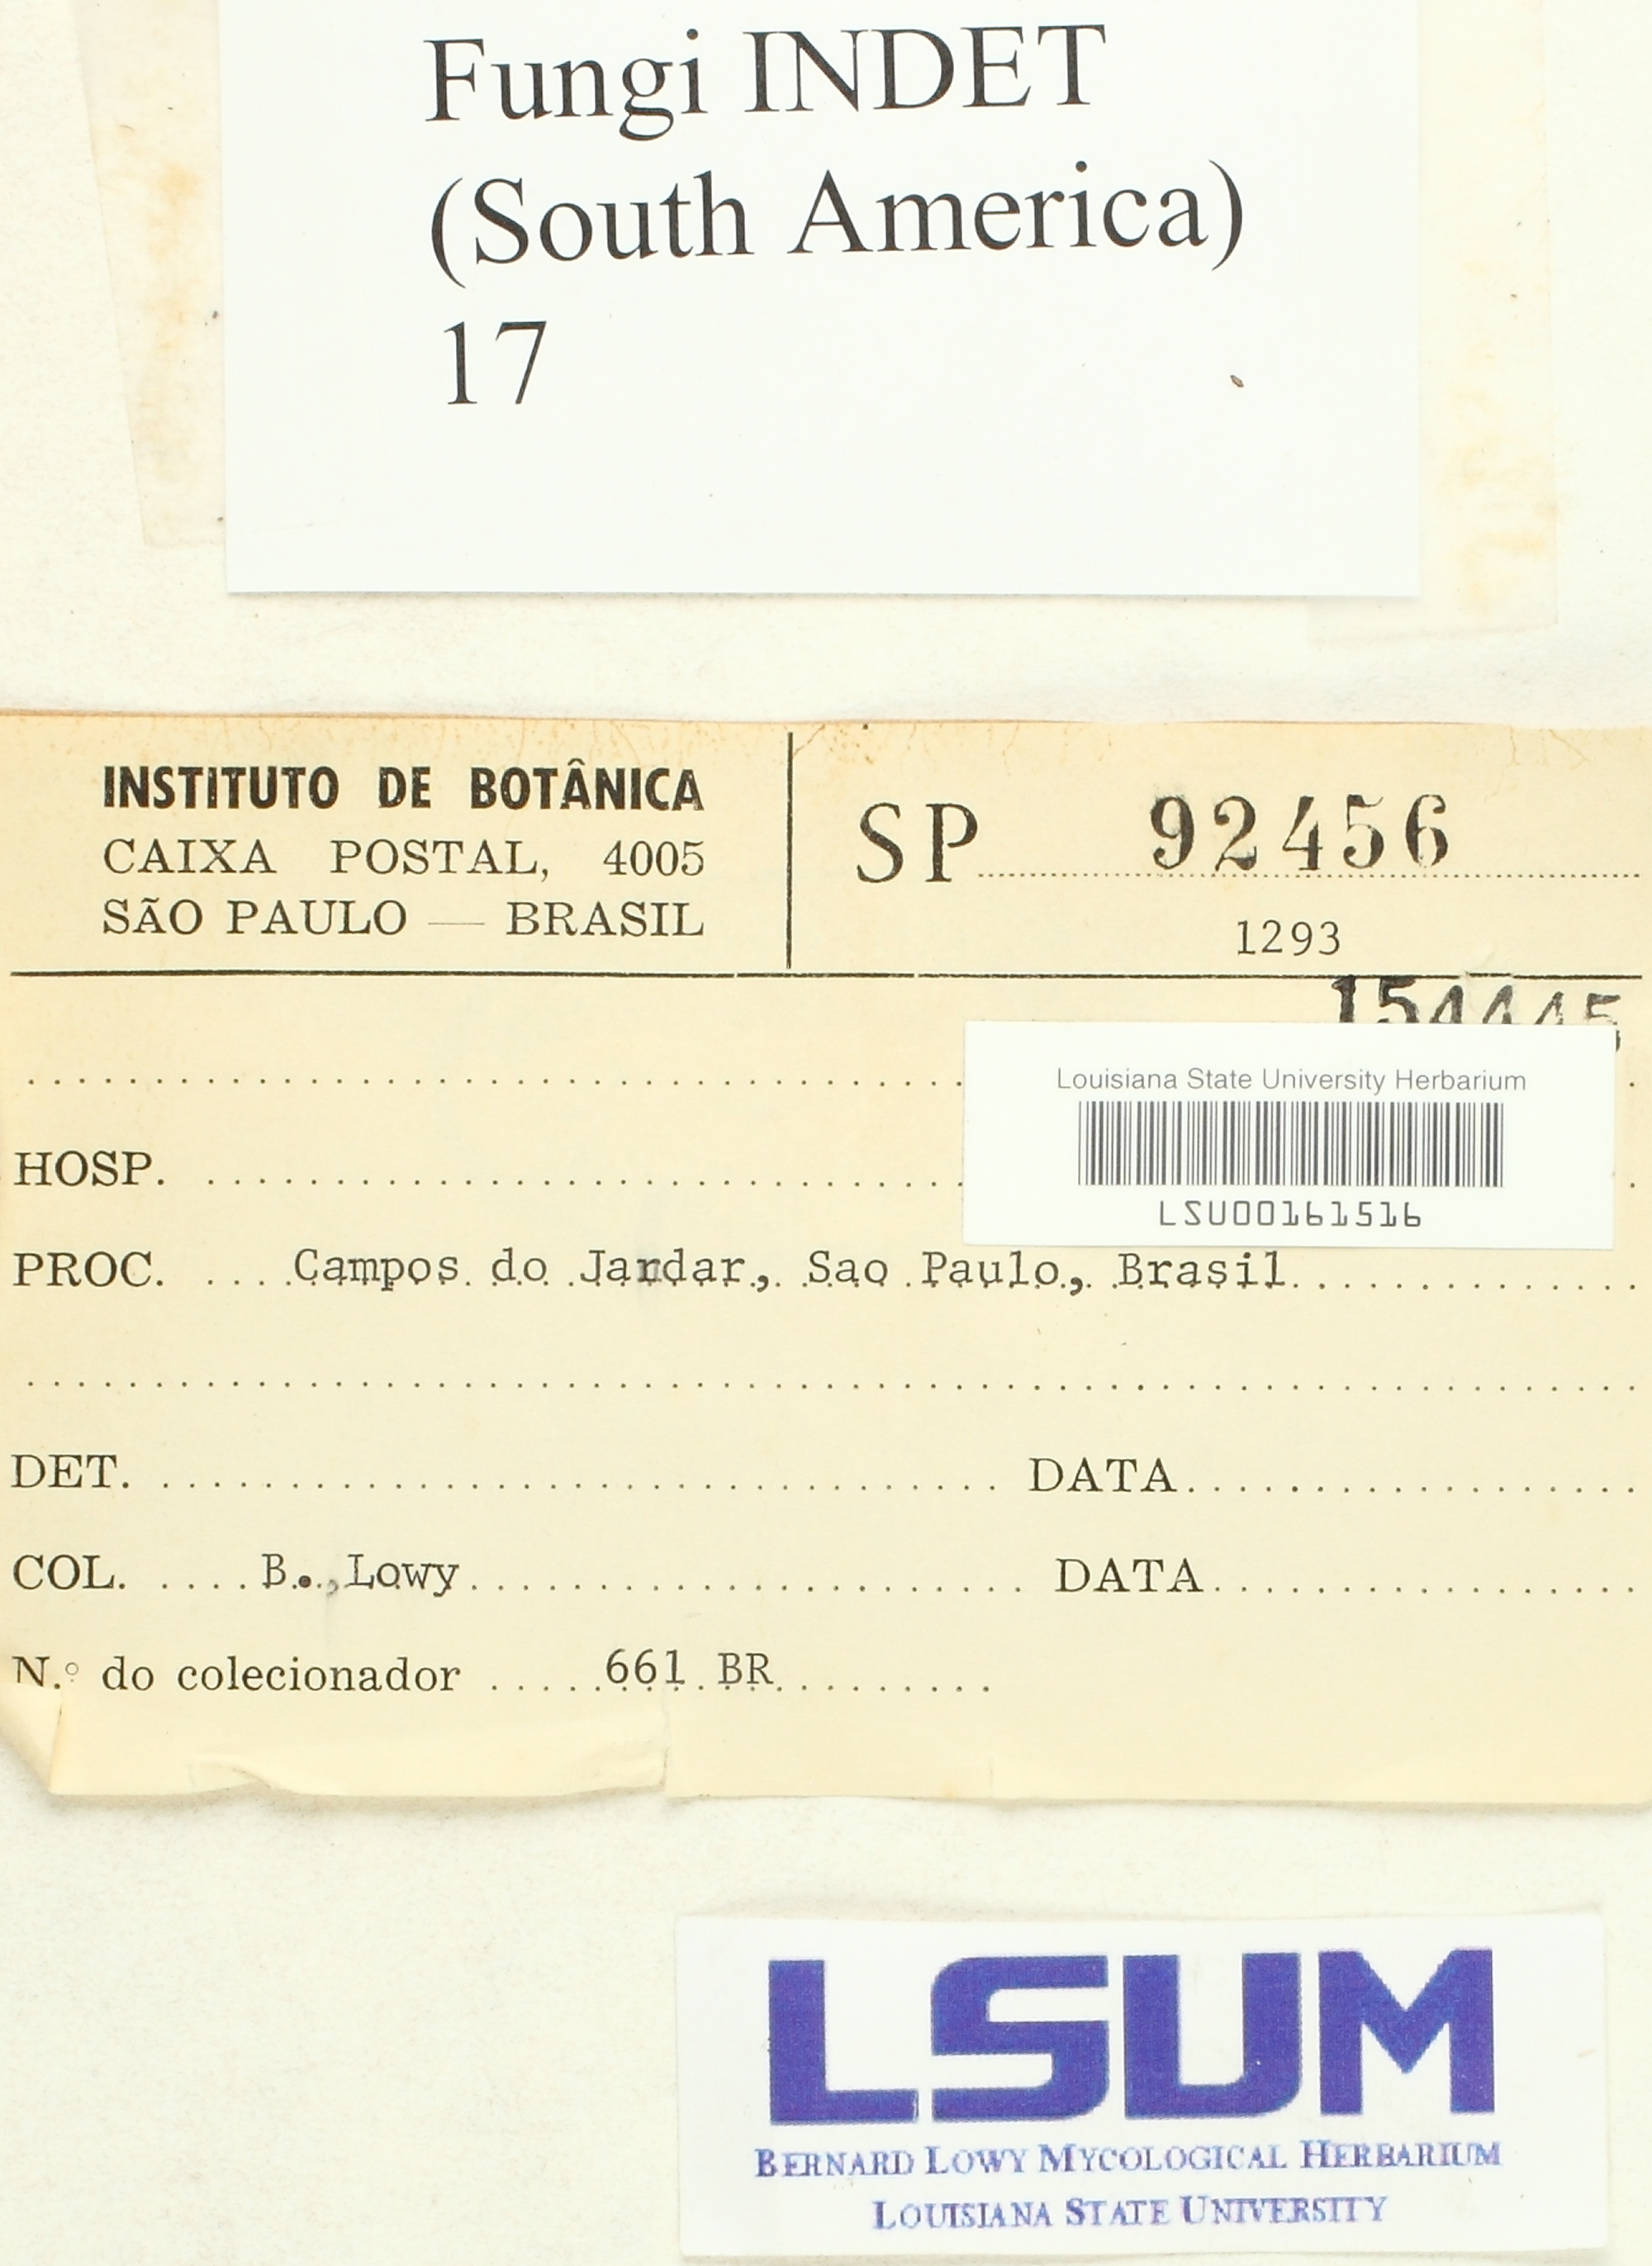 Fungi INDET
(South America)
17
INSTITUTO DE BOTÂNICA
CAIXA POSTAL, 4005
SÃO PAULO — BRASIL
SP 92456
1293
154445
Louisiana State University Herbarium
LSU00161516
HOSP.
PROC. Campos do Jardar, Sao Paulo, Brasil
DET. DATA
COL. B., Lowy DATA
N.º do colecionador 661 BR
LSUM
BERNARD LOWY MYCOLOGICAL HERBARIUM
LOUISIANA STATE UNIVERSITY